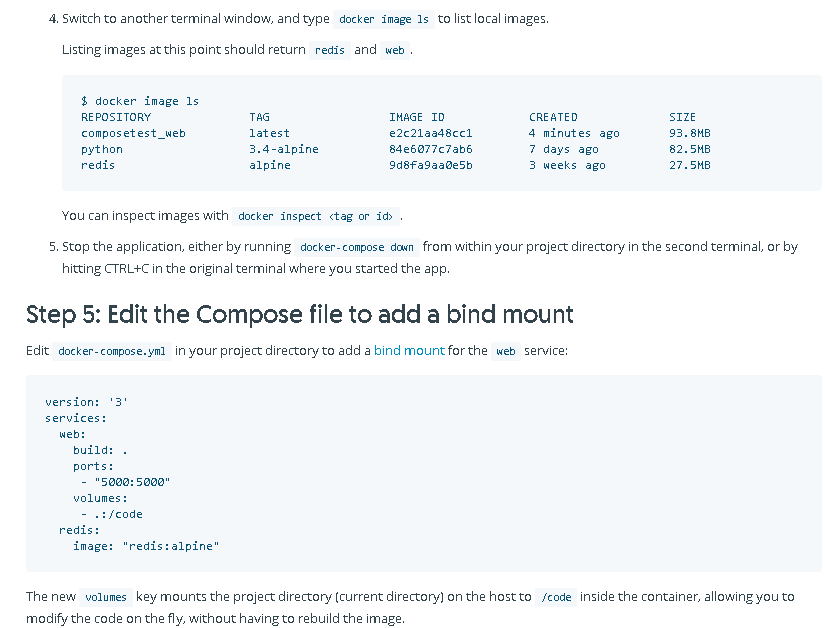 4. Switch to another terminal window, and type docker image ls to list local images.
Listing images at this point should return redis and web .
$ docker image ls
REPOSITORY TAG IMAGE ID CREATED SIZE
composetest_web latest e2c21aa48cc1 4 minutes ago 93.8MB
python 3.4-alpine 84e6077c7ab6 7 days ago 82.5MB
redis alpine 9d8fa9aa0e5b 3 weeks ago 27.5MB
You can inspect images with docker inspect <tag or id> .
5. Stop the application, either by running docker-compose down from within your project directory in the second terminal, or by
hitting CTRL+C in the original terminal where you started the app.
Step 5: Edit the Compose file to add a bind mount
Edit docker-compose.yml in your project directory to add a bind mount for the web service:
version: '3'
services:
  web:
    build: .
    ports:
     - "5000:5000"
    volumes:
     - .:/code
  redis:
    image: "redis:alpine"
The new volumes key mounts the project directory (current directory) on the host to /code inside the container, allowing you to
modify the code on the fly, without having to rebuild the image.